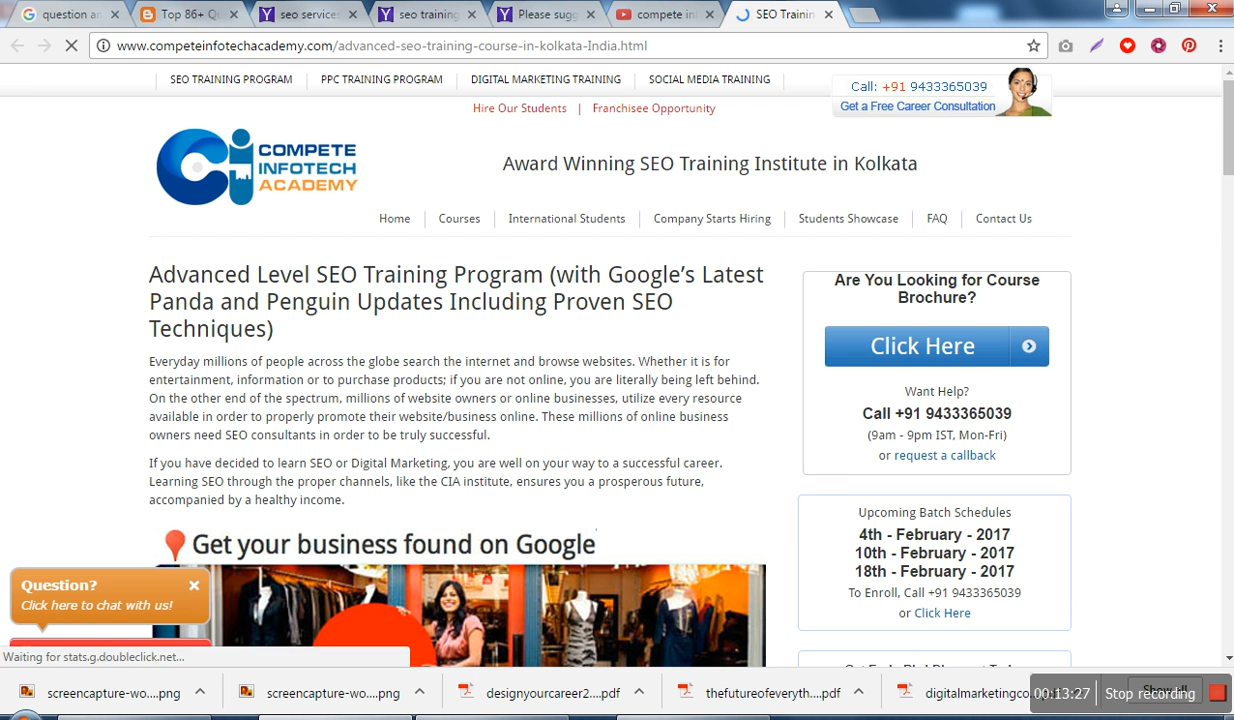 question an
Top 86+ Q
seo services
seo training
Please sugg
compete in
SEO Trainin
www.competeinfotechacademy.com/advanced-seo-training-course-in-kolkata-India.html
SEO TRAINING PROGRAM
PPC TRAINING PROGRAM
DIGITAL MARKETING TRAINING
SOCIAL MEDIA TRAINING
Call: +91 9433365039
Get a Free Career Consultation
Hire Our Students | Franchisee Opportunity
COMPETE
INFOTECH
ACADEMY
Award Winning SEO Training Institute in Kolkata
Home
Courses
International Students
Company Starts Hiring
Students Showcase
FAQ
Contact Us
Advanced Level SEO Training Program (with Google’s Latest
Panda and Penguin Updates Including Proven SEO
Techniques)
Everyday millions of people across the globe search the internet and browse websites. Whether it is for
entertainment, information or to purchase products; if you are not online, you are literally being left behind.
On the other end of the spectrum, millions of website owners or online businesses, utilize every resource
available in order to properly promote their website/business online. These millions of online business
owners need SEO consultants in order to be truly successful.
If you have decided to learn SEO or Digital Marketing, you are well on your way to a successful career.
Learning SEO through the proper channels, like the CIA institute, ensures you a prosperous future,
accompanied by a healthy income.
Get your business found on Google
Are You Looking for Course
Brochure?
Click Here
Want Help?
Call +91 9433365039
(9am - 9pm IST, Mon-Fri)
or request a callback
Upcoming Batch Schedules
4th - February - 2017
10th - February - 2017
18th - February - 2017
To Enroll, Call +91 9433365039
or Click Here
Question?
Click here to chat with us!
Waiting for stats.g.doubleclick.net...
screencapture-wo....png
screencapture-wo....png
designyourcareer2....pdf
thefutureofeveryth....pdf
digitalmarketingco
00:13:27
Stop recording